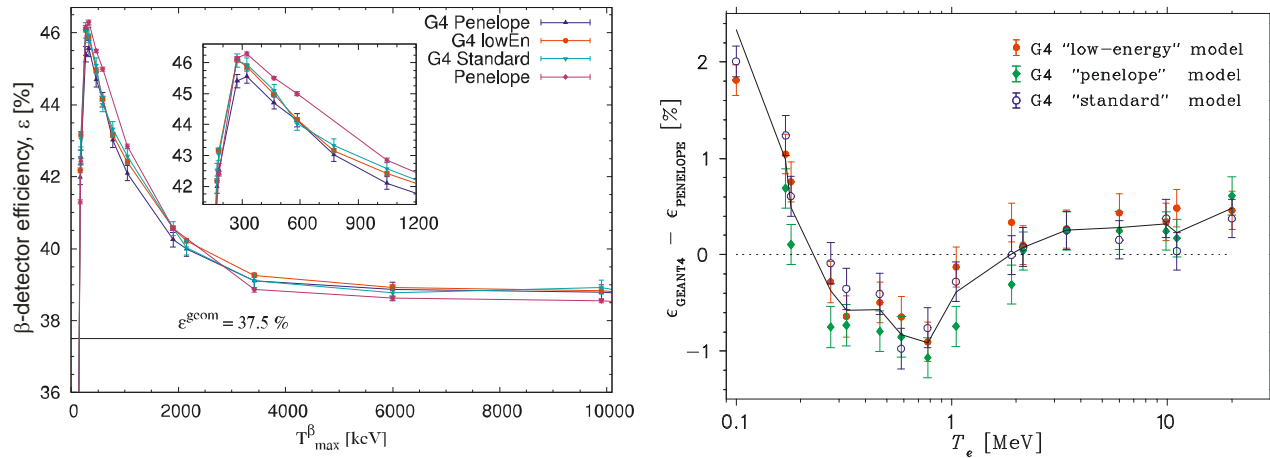 46
44
42
40
38
36
β-detector efficiency, ε [%]
G4 Penelope
G4 lowEn
G4 Standard
Penelope
46
45
44
43
42
300 600 900 1200
εᵍᵉᵒᵐ = 37.5 %
0 2000 4000 6000 8000 10000
T^β_max [keV]
2
1
0
−1
ϵ_GEANT4 − ϵ_PENELOPE [%]
G4 "low−energy" model
G4 "penelope" model
G4 "standard" model
0.1 1 10
T_e [MeV]